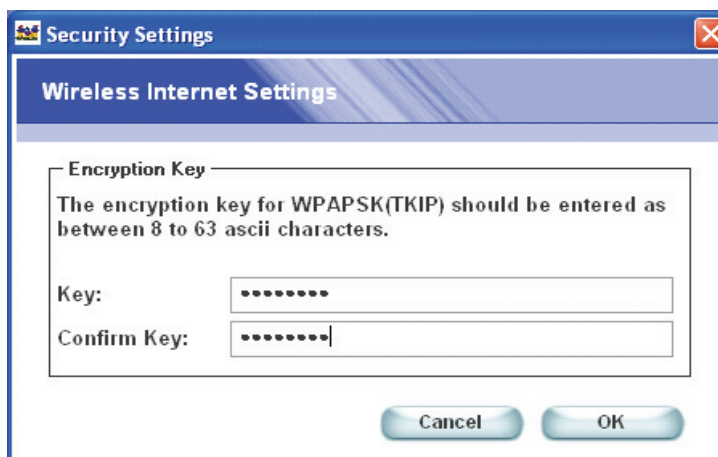 Security Settings
Wireless Internet Settings
Encryption Key
The encryption key for WPAPSK(TKIP) should be entered as
between 8 to 63 ascii characters.
Key: ••••••••
Confirm Key: ••••••••
Cancel OK